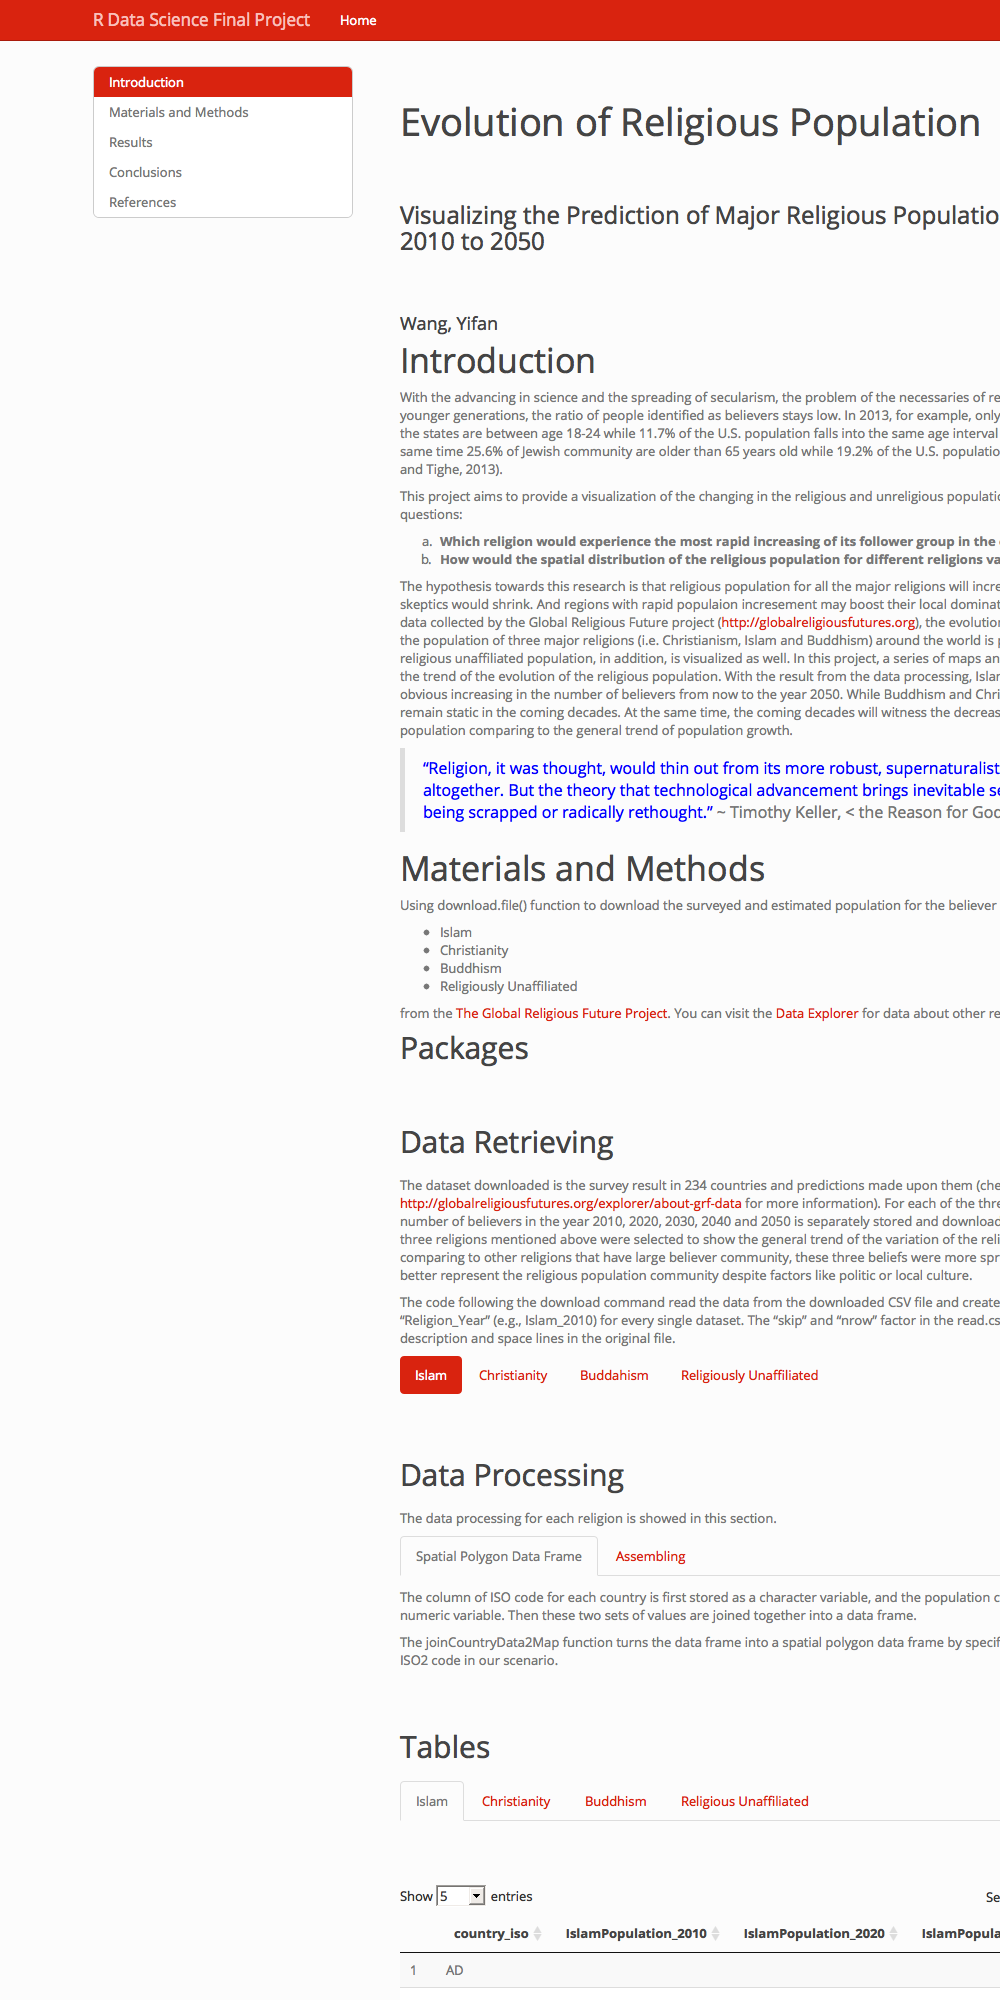 R Data Science Final Project Home
Introduction
Materials and Methods
Results
Conclusions
References
Evolution of Religious Population
Visualizing the Prediction of Major Religious Populatio
2010 to 2050
Wang, Yifan
Introduction
With the advancing in science and the spreading of secularism, the problem of the necessaries of re
younger generations, the ratio of people identified as believers stays low. In 2013, for example, only
the states are between age 18-24 while 11.7% of the U.S. population falls into the same age interval
same time 25.6% of Jewish community are older than 65 years old while 19.2% of the U.S. populatio
and Tighe, 2013).
This project aims to provide a visualization of the changing in the religious and unreligious populatio
questions:
a. Which religion would experience the most rapid increasing of its follower group in the
b. How would the spatial distribution of the religious population for different religions va
The hypothesis towards this research is that religious population for all the major religions will incre
skeptics would shrink. And regions with rapid populaion incresement may boost their local dominat
data collected by the Global Religious Future project (http://globalreligiousfutures.org), the evolution
the population of three major religions (i.e. Christianism, Islam and Buddhism) around the world is p
religious unaffiliated population, in addition, is visualized as well. In this project, a series of maps an
the trend of the evolution of the religious population. With the result from the data processing, Islam
obvious increasing in the number of believers from now to the year 2050. While Buddhism and Chri
remain static in the coming decades. At the same time, the coming decades will witness the decreas
population comparing to the general trend of population growth.
“Religion, it was thought, would thin out from its more robust, supernaturalist
altogether. But the theory that technological advancement brings inevitable se
being scrapped or radically rethought.” ~ Timothy Keller, < the Reason for God
Materials and Methods
Using download.file() function to download the surveyed and estimated population for the believer
Islam
Christianity
Buddhism
Religiously Unaffiliated
from the The Global Religious Future Project. You can visit the Data Explorer for data about other re
Packages
Data Retrieving
The dataset downloaded is the survey result in 234 countries and predictions made upon them (che
http://globalreligiousfutures.org/explorer/about-grf-data for more information). For each of the thre
number of believers in the year 2010, 2020, 2030, 2040 and 2050 is separately stored and download
three religions mentioned above were selected to show the general trend of the variation of the reli
comparing to other religions that have large believer community, these three beliefs were more spr
better represent the religious population community despite factors like politic or local culture.
The code following the download command read the data from the downloaded CSV file and create
“Religion_Year” (e.g., Islam_2010) for every single dataset. The “skip” and “nrow” factor in the read.cs
description and space lines in the original file.
Islam Christianity Buddahism Religiously Unaffiliated
Data Processing
The data processing for each religion is showed in this section.
Spatial Polygon Data Frame Assembling
The column of ISO code for each country is first stored as a character variable, and the population c
numeric variable. Then these two sets of values are joined together into a data frame.
The joinCountryData2Map function turns the data frame into a spatial polygon data frame by specif
ISO2 code in our scenario.
Tables
Islam Christianity Buddhism Religious Unaffiliated
Show 5 entries Se
country_iso IslamPopulation_2010 IslamPopulation_2020 IslamPopula
1 AD